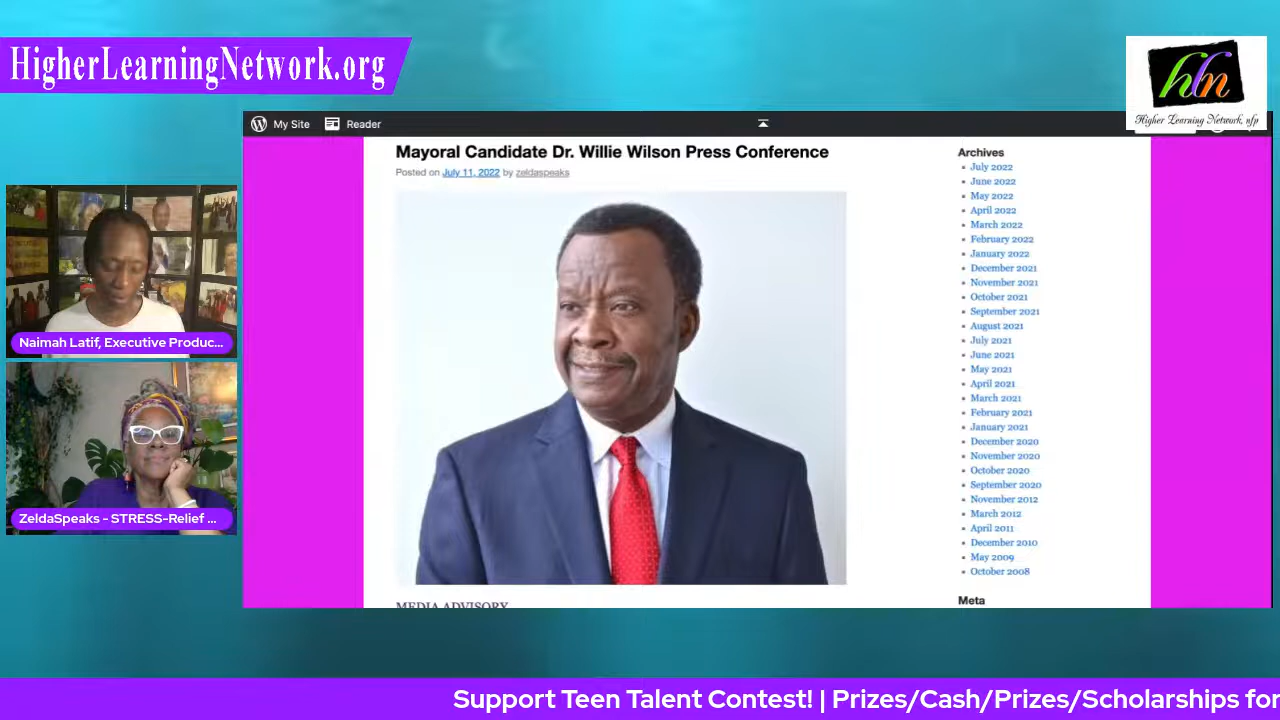 HigherLearningNetwork.org
hln
Higher Learning Network, nfp
My Site
Reader
Mayoral Candidate Dr. Willie Wilson Press Conference
Posted on July 11, 2022 by zeldaspeaks
MEDIA ADVISORY
Archives
July 2022
June 2022
May 2022
April 2022
March 2022
February 2022
January 2022
December 2021
November 2021
October 2021
September 2021
August 2021
July 2021
June 2021
May 2021
April 2021
March 2021
February 2021
January 2021
December 2020
November 2020
October 2020
September 2020
November 2012
March 2012
April 2011
December 2010
May 2009
October 2008
Meta
Naimah Latif, Executive Produc...
ZeldaSpeaks - STRESS-Relief ...
Support Teen Talent Contest! | Prizes/Cash/Prizes/Scholarships for